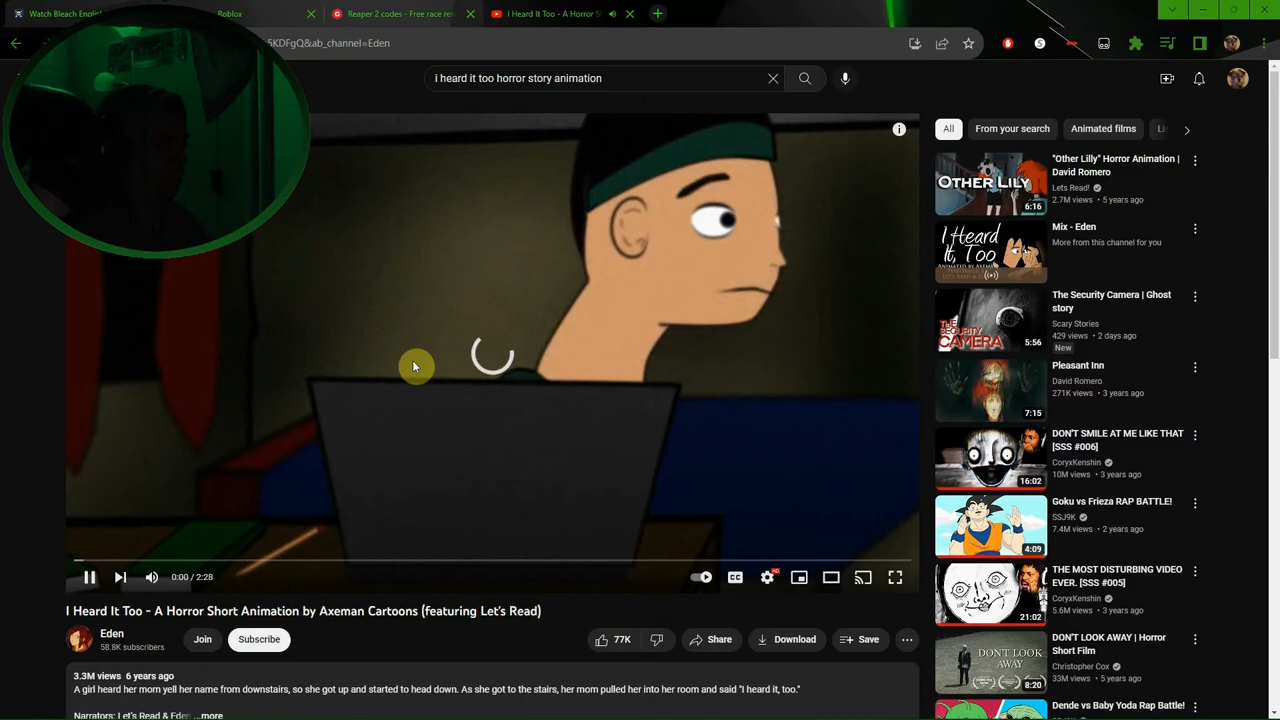 Watch Bleach Englis
Roblox
Reaper 2 codes - Free race re
I Heard It Too - A Horror S
5KDFgQ&ab_channel=Eden
i heard it too horror story animation
All
From your search
Animated films
"Other Lilly" Horror Animation |
David Romero
Lets Read!
2.7M views • 5 years ago
OTHER LILY
6:16
Mix - Eden
More from this channel for you
I Heard
It, Too
ANIMATED BY AXEMAN
The Security Camera | Ghost
story
Scary Stories
429 views • 2 days ago
New
THE
SECURITY
CAMERA
5:56
Pleasant Inn
David Romero
271K views • 3 years ago
7:15
DON'T SMILE AT ME LIKE THAT
[SSS #006]
CoryxKenshin
10M views • 3 years ago
16:02
Goku vs Frieza RAP BATTLE!
SSJ9K
7.4M views • 2 years ago
4:09
THE MOST DISTURBING VIDEO
EVER. [SSS #005]
CoryxKenshin
5.6M views • 3 years ago
21:02
DON'T LOOK AWAY | Horror
Short Film
Christopher Cox
33M views • 5 years ago
DONT LOOK
AWAY
8:20
Dende vs Baby Yoda Rap Battle!
0:00 / 2:28
CC
HD
I Heard It Too - A Horror Short Animation by Axeman Cartoons (featuring Let's Read)
Eden
58.8K subscribers
Join
Subscribe
77K
Share
Download
Save
3.3M views 6 years ago
A girl heard her mom yell her name from downstairs, so she got up and started to head down. As she got to the stairs, her mom pulled her into her room and said "I heard it, too."
Narrators: Let's Read & Eden ...more